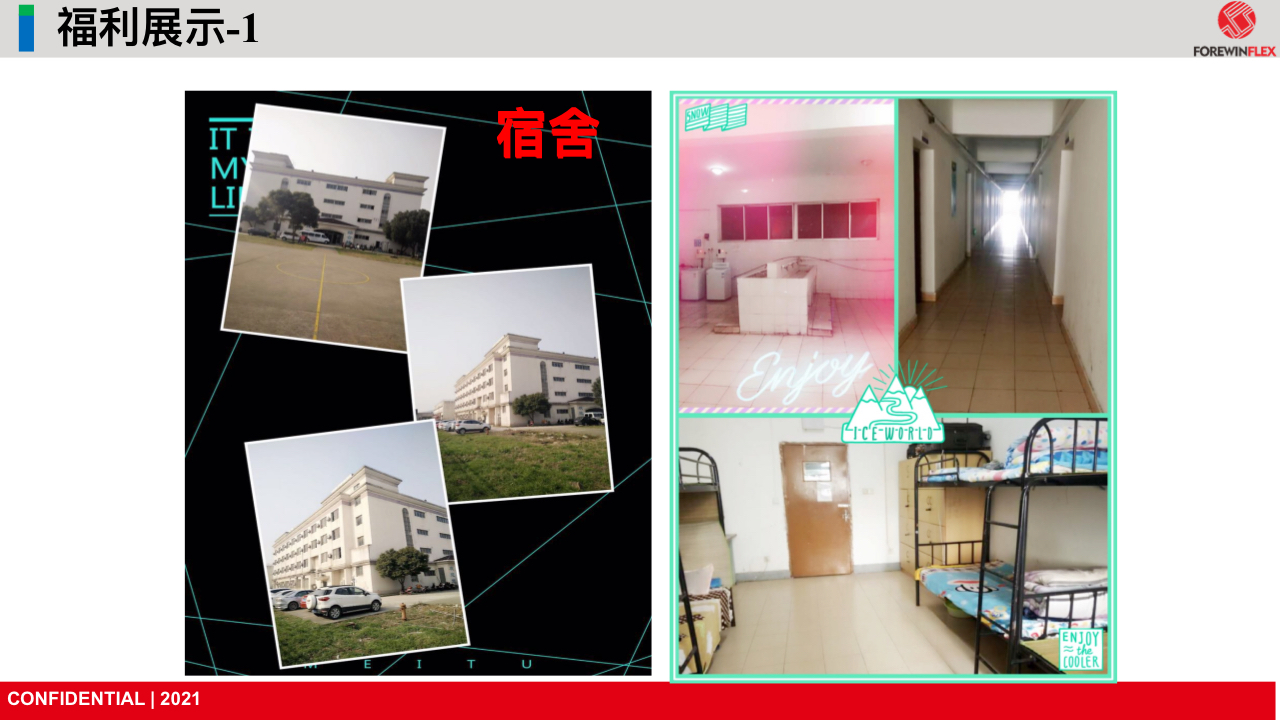 福利展示-1
FOREWINFLEX
宿舍
IT
MY
LI
MEITU
SNOW
Enjoy
ICE WORLD
ENJOY
the
COOLER
CONFIDENTIAL | 2021